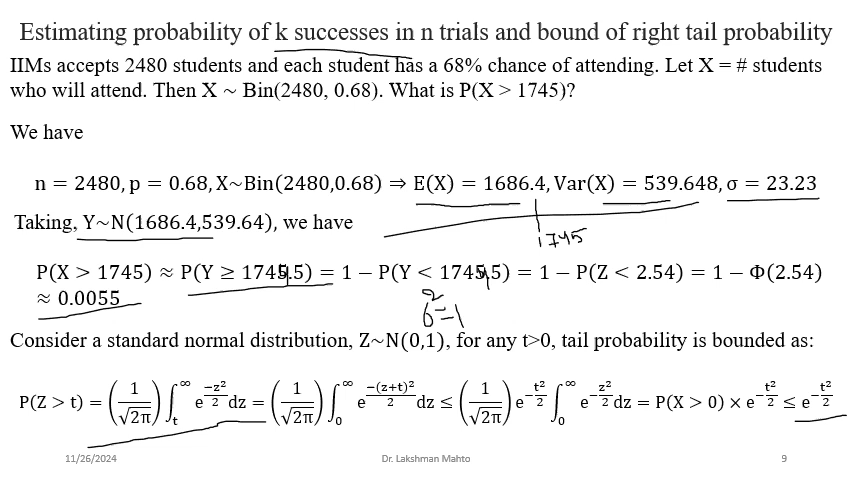 Estimating probability of k successes in n trials and bound of right tail probability
IIMs accepts 2480 students and each student has a 68% chance of attending. Let X = # students
who will attend. Then X ~ Bin(2480, 0.68). What is P(X > 1745)?
We have
n = 2480, p = 0.68, X~Bin(2480,0.68) ⇒ E(X) = 1686.4, Var(X) = 539.648, σ = 23.23
Taking, Y~N(1686.4,539.64), we have
1745
P(X > 1745) ≈ P(Y ≥ 1745.5) = 1 − P(Y < 1745.5) = 1 − P(Z < 2.54) = 1 − Φ(2.54)
≈ 0.0055
σ²=1
Consider a standard normal distribution, Z~N(0,1), for any t>0, tail probability is bounded as:
P(Z > t) = (1/√2π) ∫_t^∞ e^(−z²/2) dz = (1/√2π) ∫_0^∞ e^(−(z+t)²/2) dz ≤ (1/√2π) e^(−t²/2) ∫_0^∞ e^(−z²/2) dz = P(X > 0) × e^(−t²/2) ≤ e^(−t²/2)
11/26/2024
Dr. Lakshman Mahto
9